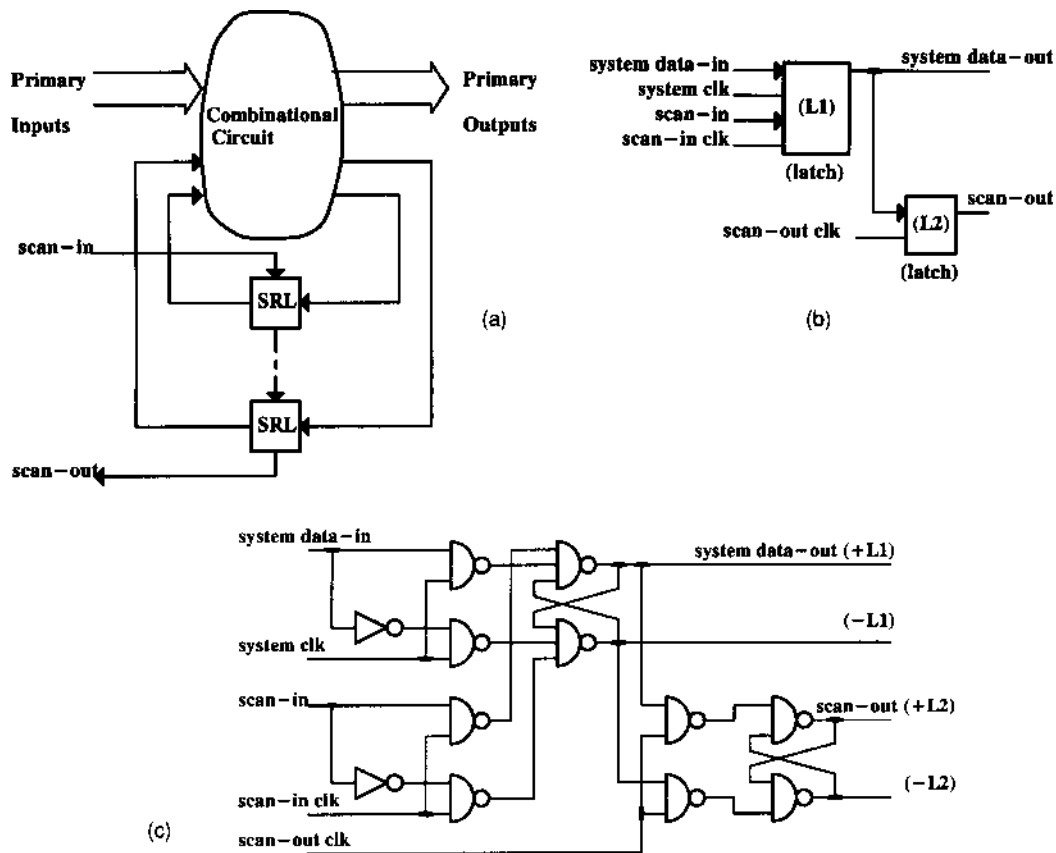 Primary
Inputs
Combinational
Circuit
Primary
Outputs
scan-in
SRL
SRL
scan-out
(a)
system data-in
system clk
scan-in
scan-in clk
(L1)
(latch)
system data-out
scan-out clk
(L2)
(latch)
scan-out
(b)
system data-in
system clk
scan-in
scan-in clk
scan-out clk
system data-out (+L1)
(-L1)
scan-out (+L2)
(-L2)
(c)